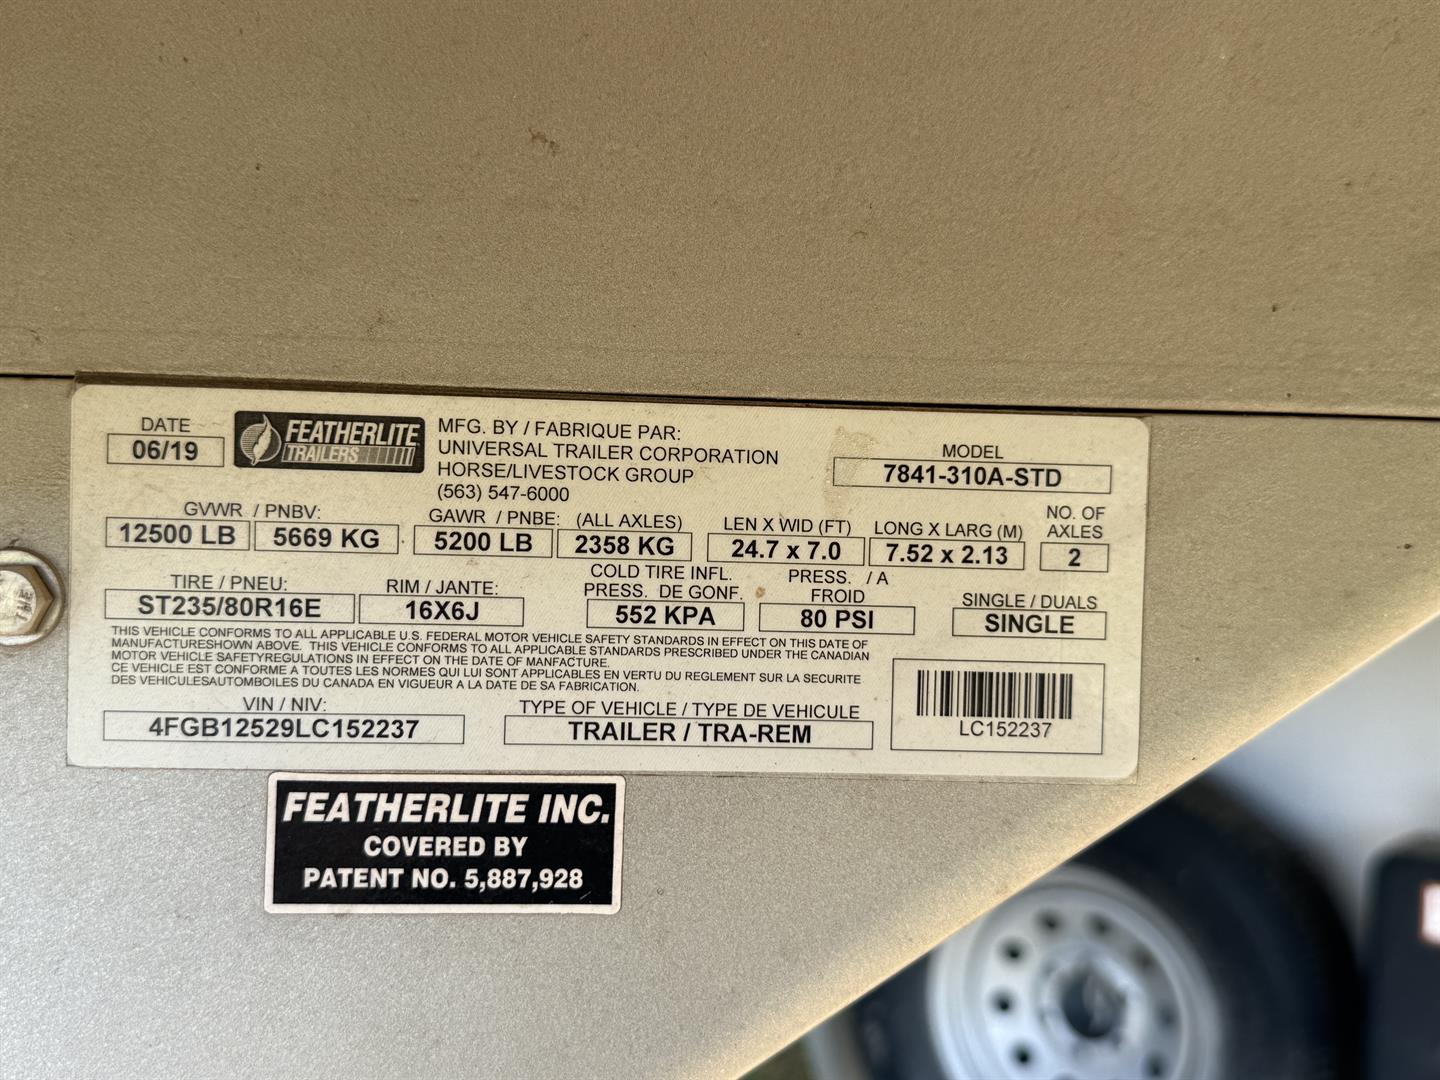 DATE
06/19
FEATHERLITE
TRAILERS
MFG. BY / FABRIQUE PAR:
UNIVERSAL TRAILER CORPORATION
HORSE/LIVESTOCK GROUP
(563) 547-6000
MODEL
7841-310A-STD
GVWR / PNBV:
12500 LB 5669 KG
GAWR / PNBE: (ALL AXLES)
5200 LB 2358 KG
LEN X WID (FT)
24.7 x 7.0
LONG X LARG (M)
7.52 x 2.13
NO. OF
AXLES
2
TIRE / PNEU:
ST235/80R16E
RIM / JANTE:
16X6J
COLD TIRE INFL. PRESS. / A
PRESS. DE GONF. FROID
552 KPA 80 PSI
SINGLE / DUALS
SINGLE
THIS VEHICLE CONFORMS TO ALL APPLICABLE U.S. FEDERAL MOTOR VEHICLE SAFETY STANDARDS IN EFFECT ON THIS DATE OF
MANUFACTURESHOWN ABOVE. THIS VEHICLE CONFORMS TO ALL APPLICABLE STANDARDS PRESCRIBED UNDER THE CANADIAN
MOTOR VEHICLE SAFETYREGULATIONS IN EFFECT ON THE DATE OF MANFACTURE.
CE VEHICULE EST CONFORME A TOUTES LES NORMES QUI LUI SONT APPLICABLES EN VERTU DU REGLEMENT SUR LA SECURITE
DES VEHICULESAUTOMBOILES DU CANADA EN VIGUEUR A LA DATE DE SA FABRICATION.
VIN / NIV:
4FGB12529LC152237
TYPE OF VEHICLE / TYPE DE VEHICULE
TRAILER / TRA-REM
LC152237
FEATHERLITE INC.
COVERED BY
PATENT NO. 5,887,928
THE